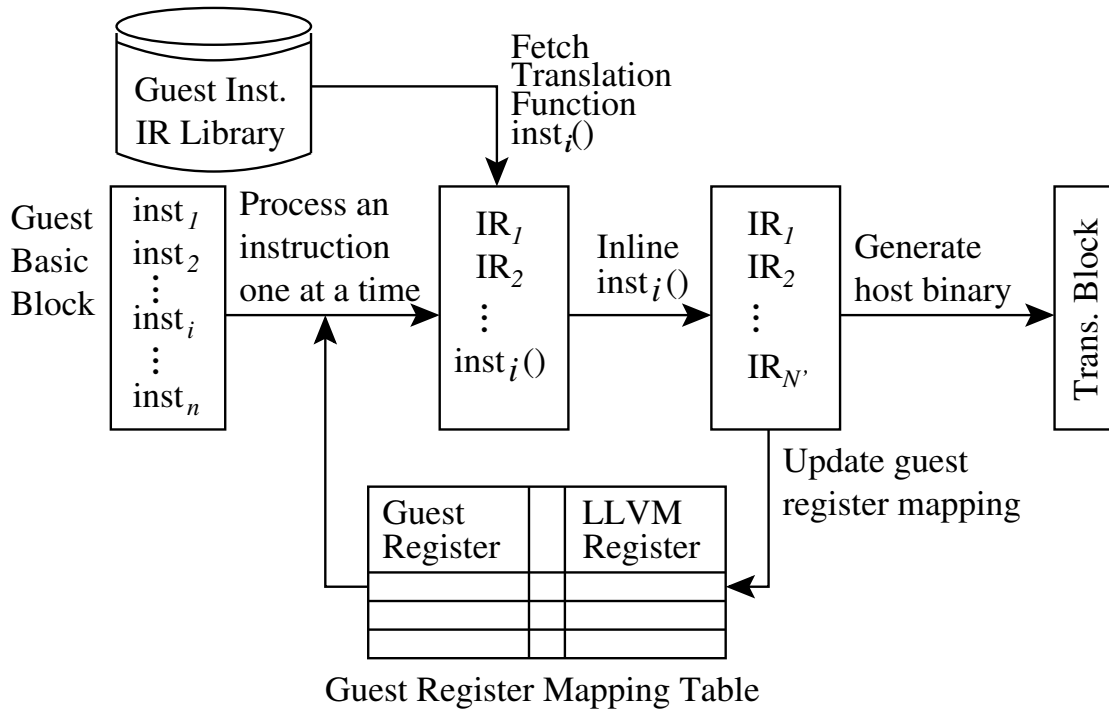 Guest Inst.
IR Library
Fetch
Translation
Function
inst_i()
Guest
Basic
Block
inst_1
inst_2
⋮
inst_i
⋮
inst_n
Process an
instruction
one at a time
IR_1
IR_2
⋮
inst_i()
Inline
inst_i()
IR_1
IR_2
⋮
IR_N’
Generate
host binary
Trans. Block
Update guest
register mapping
Guest
Register
LLVM
Register
Guest Register Mapping Table